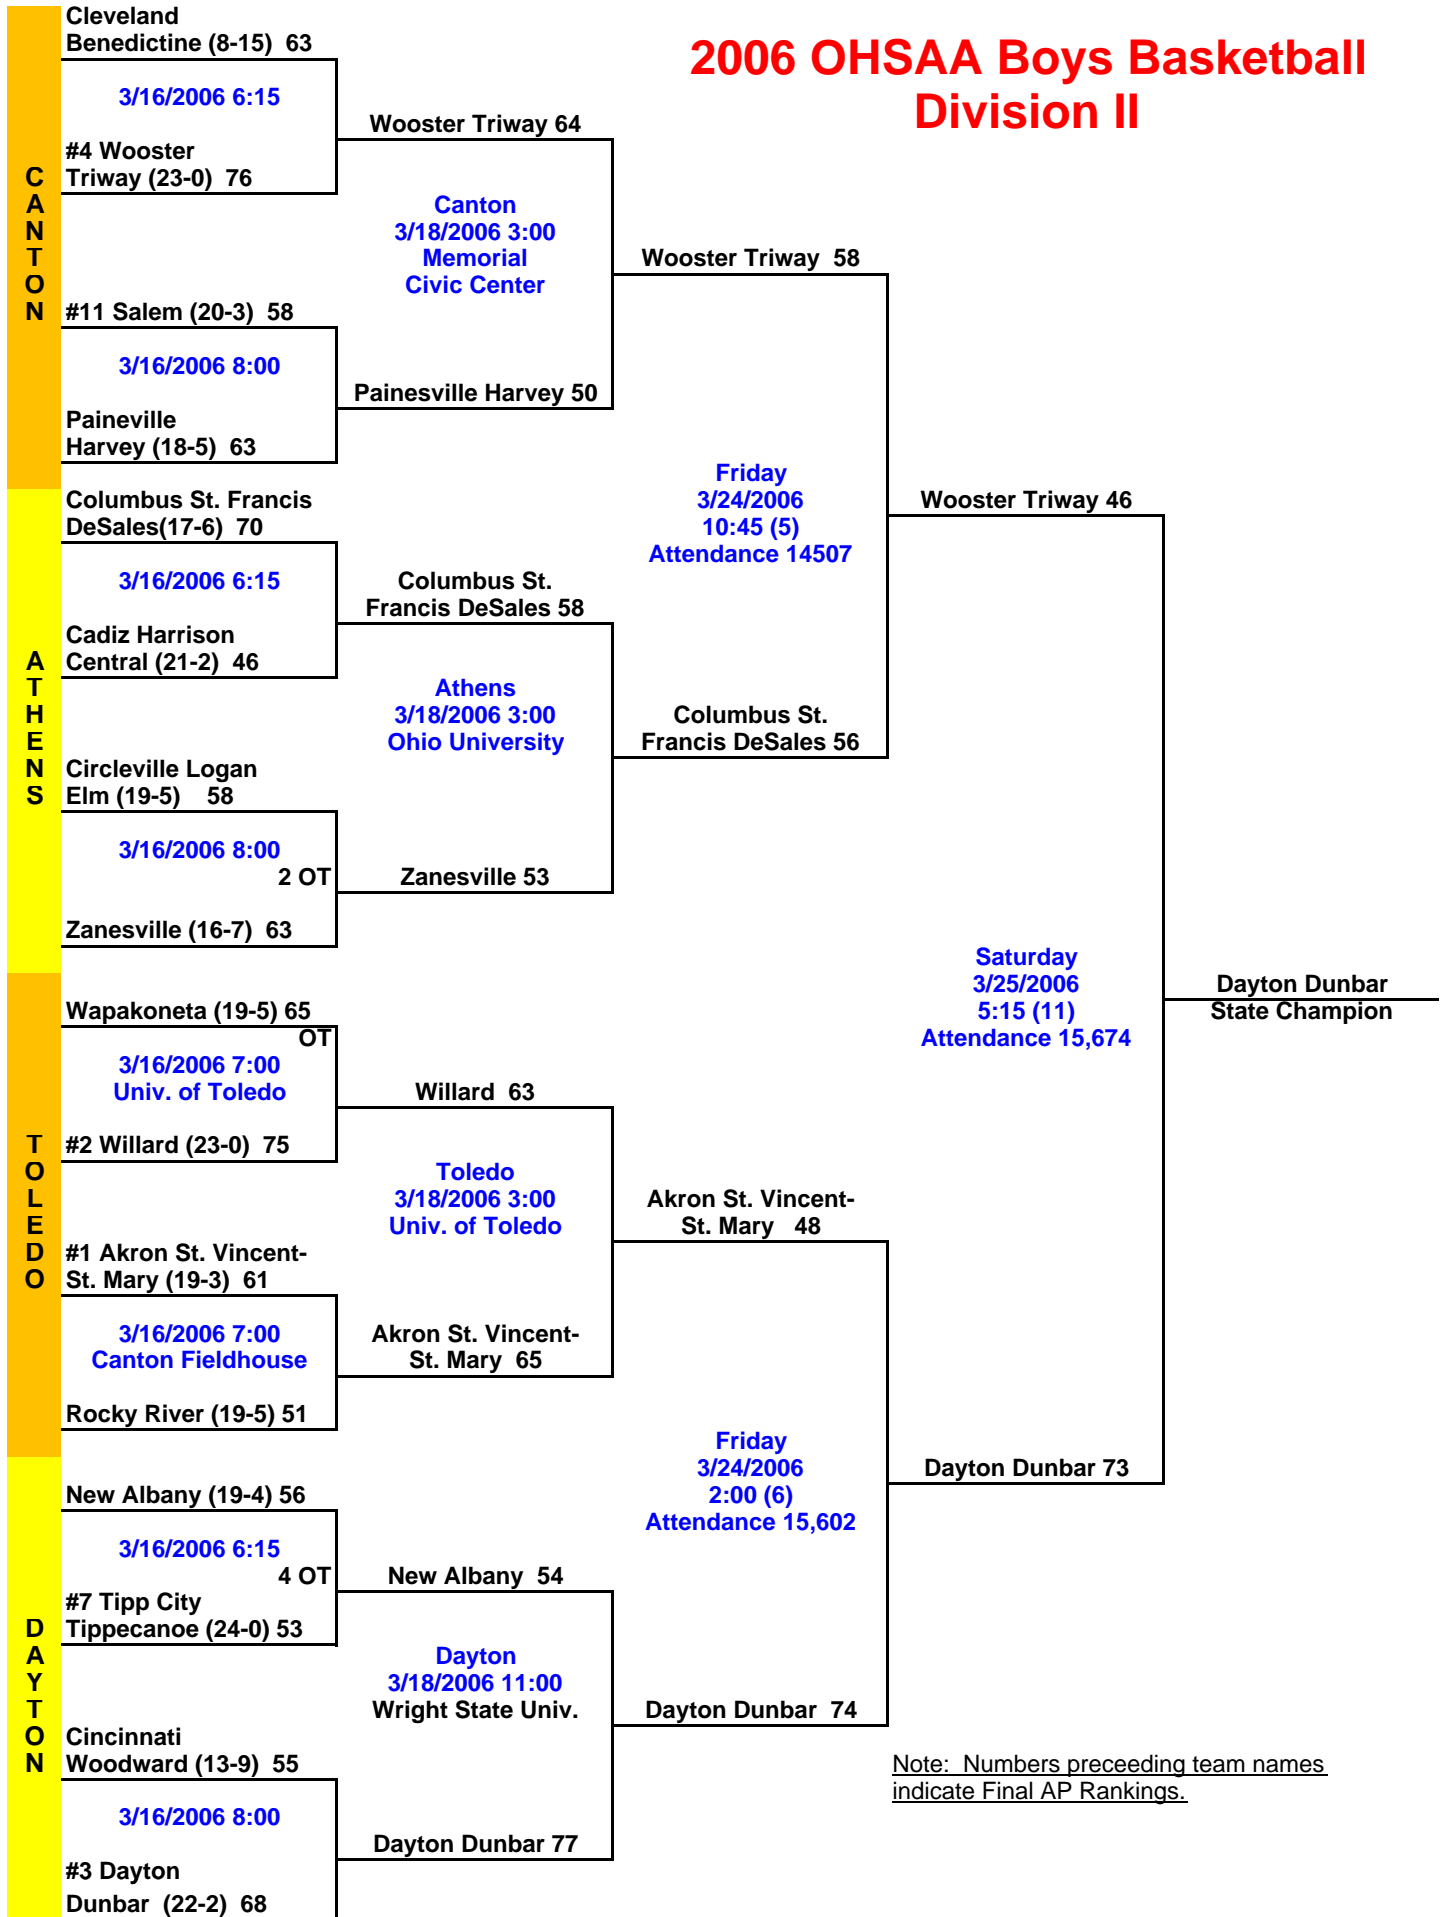 2006 OHSAA Boys Basketball
Division II
CANTON
Cleveland
Benedictine (8-15)  63
3/16/2006 6:15
#4 Wooster
Triway (23-0)  76
#11 Salem (20-3)  58
3/16/2006 8:00
Paineville
Harvey (18-5)  63
ATHENS
Columbus St. Francis
DeSales(17-6)  70
3/16/2006 6:15
Cadiz Harrison
Central (21-2)  46
Circleville Logan
Elm (19-5)    58
3/16/2006 8:00
2 OT
Zanesville (16-7)  63
TOLEDO
Wapakoneta (19-5) 65
OT
3/16/2006 7:00
Univ. of Toledo
#2 Willard (23-0)  75
#1 Akron St. Vincent-
St. Mary (19-3)  61
3/16/2006 7:00
Canton Fieldhouse
Rocky River (19-5) 51
DAYTON
New Albany (19-4) 56
3/16/2006 6:15
4 OT
#7 Tipp City
Tippecanoe (24-0) 53
Cincinnati
Woodward (13-9)  55
3/16/2006 8:00
#3 Dayton
Dunbar  (22-2)  68
Wooster Triway 64
Canton
3/18/2006 3:00
Memorial
Civic Center
Painesville Harvey 50
Columbus St.
Francis DeSales 58
Athens
3/18/2006 3:00
Ohio University
Zanesville 53
Willard  63
Toledo
3/18/2006 3:00
Univ. of Toledo
Akron St. Vincent-
St. Mary  65
New Albany  54
Dayton
3/18/2006 11:00
Wright State Univ.
Dayton Dunbar 77
Wooster Triway  58
Friday
3/24/2006
10:45 (5)
Attendance 14507
Columbus St.
Francis DeSales 56
Akron St. Vincent-
St. Mary   48
Friday
3/24/2006
2:00 (6)
Attendance 15,602
Dayton Dunbar  74
Wooster Triway 46
Saturday
3/25/2006
5:15 (11)
Attendance 15,674
Dayton Dunbar 73
Dayton Dunbar
State Champion
Note:  Numbers preceeding team names
indicate Final AP Rankings.